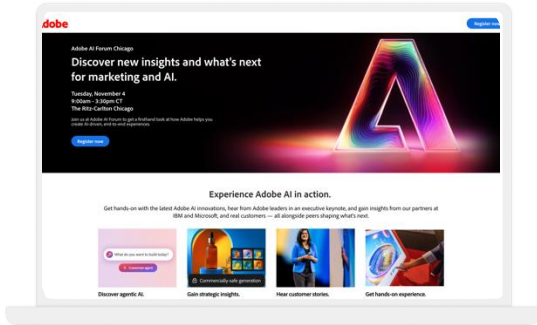 Adobe
Register now
Adobe AI Forum Chicago
Discover new insights and what's next
for marketing and AI.
Tuesday, November 4
9:00am - 3:30pm CT
The Ritz-Carlton Chicago
Join us at Adobe AI Forum to get a firsthand look at how Adobe helps you
create AI-driven, end-to-end experiences.
Register now
Experience Adobe AI in action.
Get hands-on with the latest Adobe AI innovations, hear from Adobe leaders in an executive keynote, and gain insights from our partners at
IBM and Microsoft, and real customers — all alongside peers shaping what's next.
What do you want to build today?
Customize agent
Commercially safe generation
Discover agentic AI.
Gain strategic insights.
Hear customer stories.
Get hands-on experience.